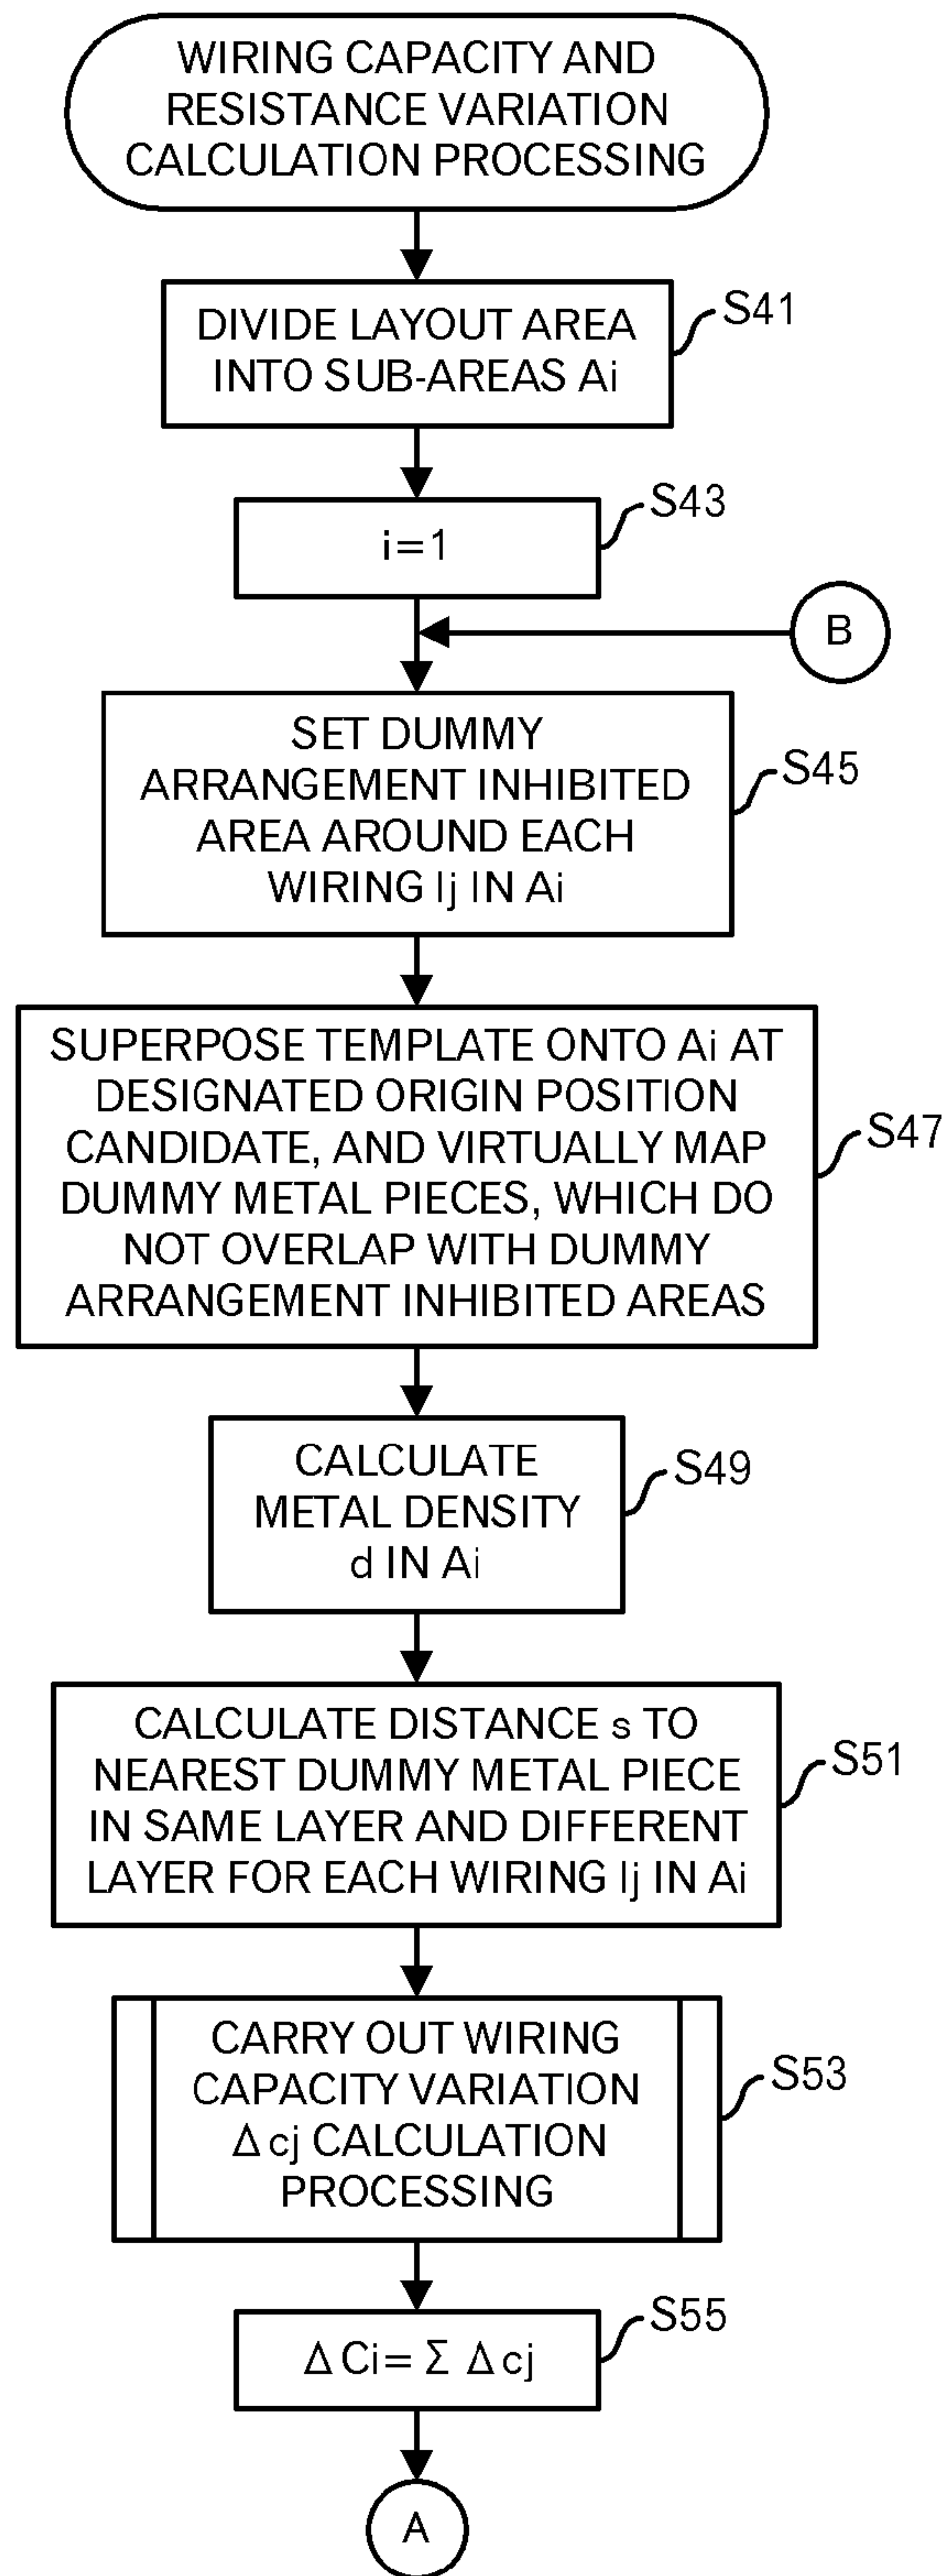 WIRING CAPACITY AND
RESISTANCE VARIATION
CALCULATION PROCESSING
DIVIDE LAYOUT AREA
INTO SUB-AREAS Ai
S41
i=1
S43
B
SET DUMMY
ARRANGEMENT INHIBITED
AREA AROUND EACH
WIRING lj IN Ai
S45
SUPERPOSE TEMPLATE ONTO Ai AT
DESIGNATED ORIGIN POSITION
CANDIDATE, AND VIRTUALLY MAP
DUMMY METAL PIECES, WHICH DO
NOT OVERLAP WITH DUMMY
ARRANGEMENT INHIBITED AREAS
S47
CALCULATE
METAL DENSITY
d IN Ai
S49
CALCULATE DISTANCE s TO
NEAREST DUMMY METAL PIECE
IN SAME LAYER AND DIFFERENT
LAYER FOR EACH WIRING lj IN Ai
S51
CARRY OUT WIRING
CAPACITY VARIATION
Δcj CALCULATION
PROCESSING
S53
ΔCi=Σ Δcj
S55
A